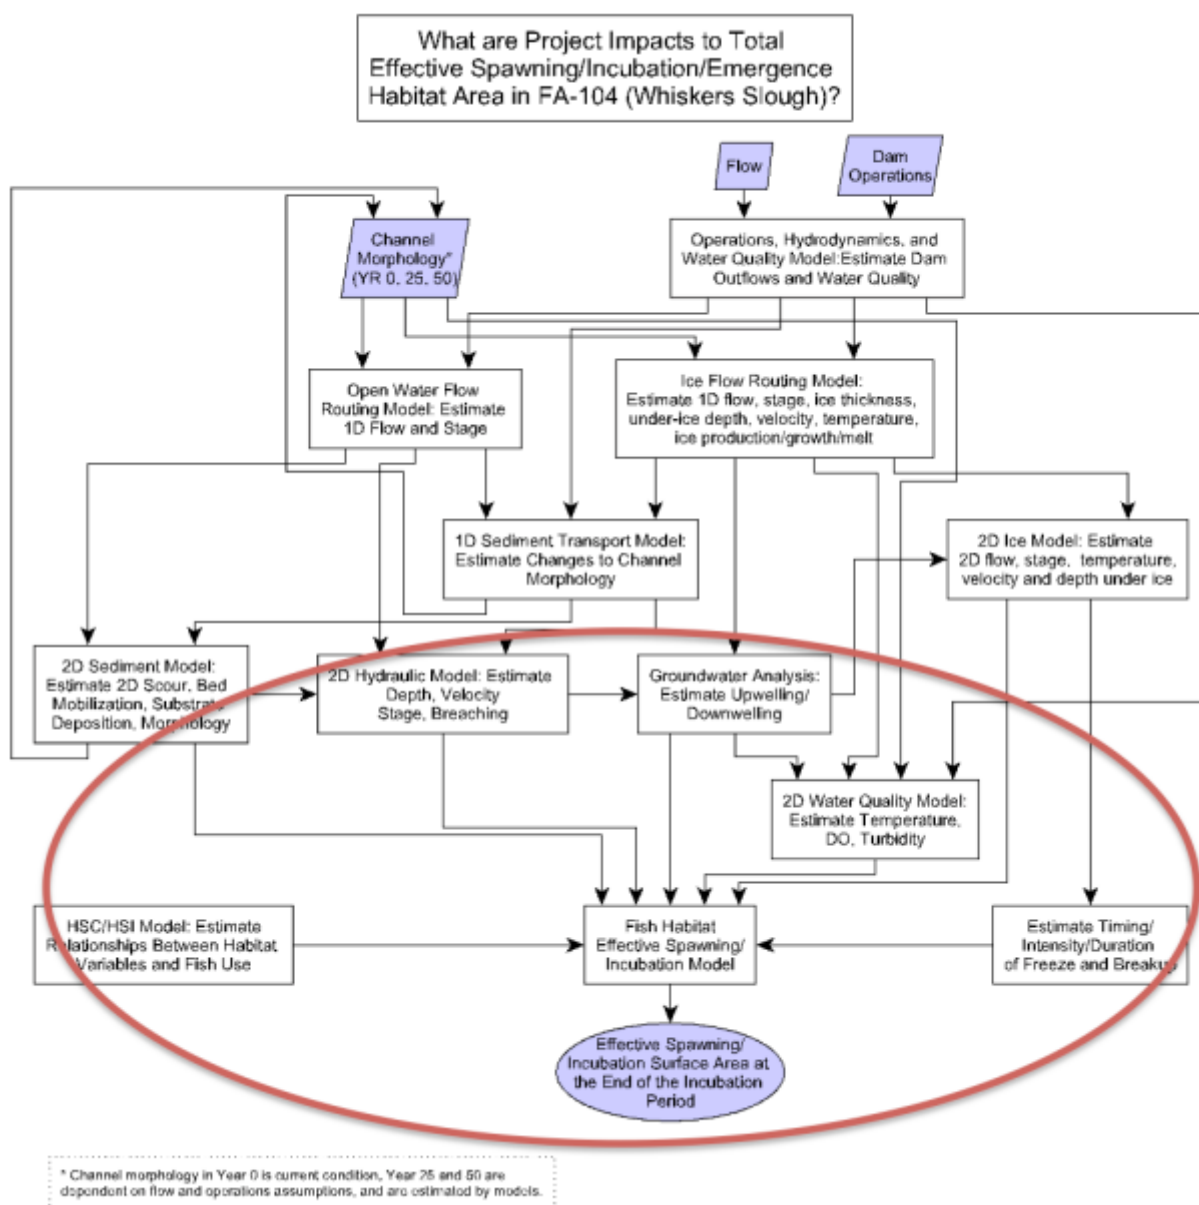 What are Project Impacts to Total
Effective Spawning/Incubation/Emergence
Habitat Area in FA-104 (Whiskers Slough)?
Flow
Dam
Operations
Channel
Morphology*
(YR 0, 25, 50)
Operations, Hydrodynamics, and
Water Quality Model:Estimate Dam
Outflows and Water Quality
Open Water Flow
Routing Model: Estimate
1D Flow and Stage
Ice Flow Routing Model:
Estimate 1D flow, stage, ice thickness,
under-ice depth, velocity, temperature,
ice production/growth/melt
1D Sediment Transport Model:
Estimate Changes to Channel
Morphology
2D Ice Model: Estimate
2D flow, stage, temperature,
velocity and depth under ice
2D Sediment Model:
Estimate 2D Scour, Bed
Mobilization, Substrate
Deposition, Morphology
2D Hydraulic Model: Estimate
Depth, Velocity
Stage, Breaching
Groundwater Analysis:
Estimate Upwelling/
Downwelling
2D Water Quality Model:
Estimate Temperature,
DO, Turbidity
HSC/HSI Model: Estimate
Relationships Between Habitat
Variables and Fish Use
Fish Habitat
Effective Spawning/
Incubation Model
Estimate Timing/
Intensity/Duration
of Freeze and Breakup
Effective Spawning/
Incubation Surface Area at
the End of the Incubation
Period
* Channel morphology in Year 0 is current condition, Year 25 and 50 are
dependent on flow and operations assumptions, and are estimated by models.